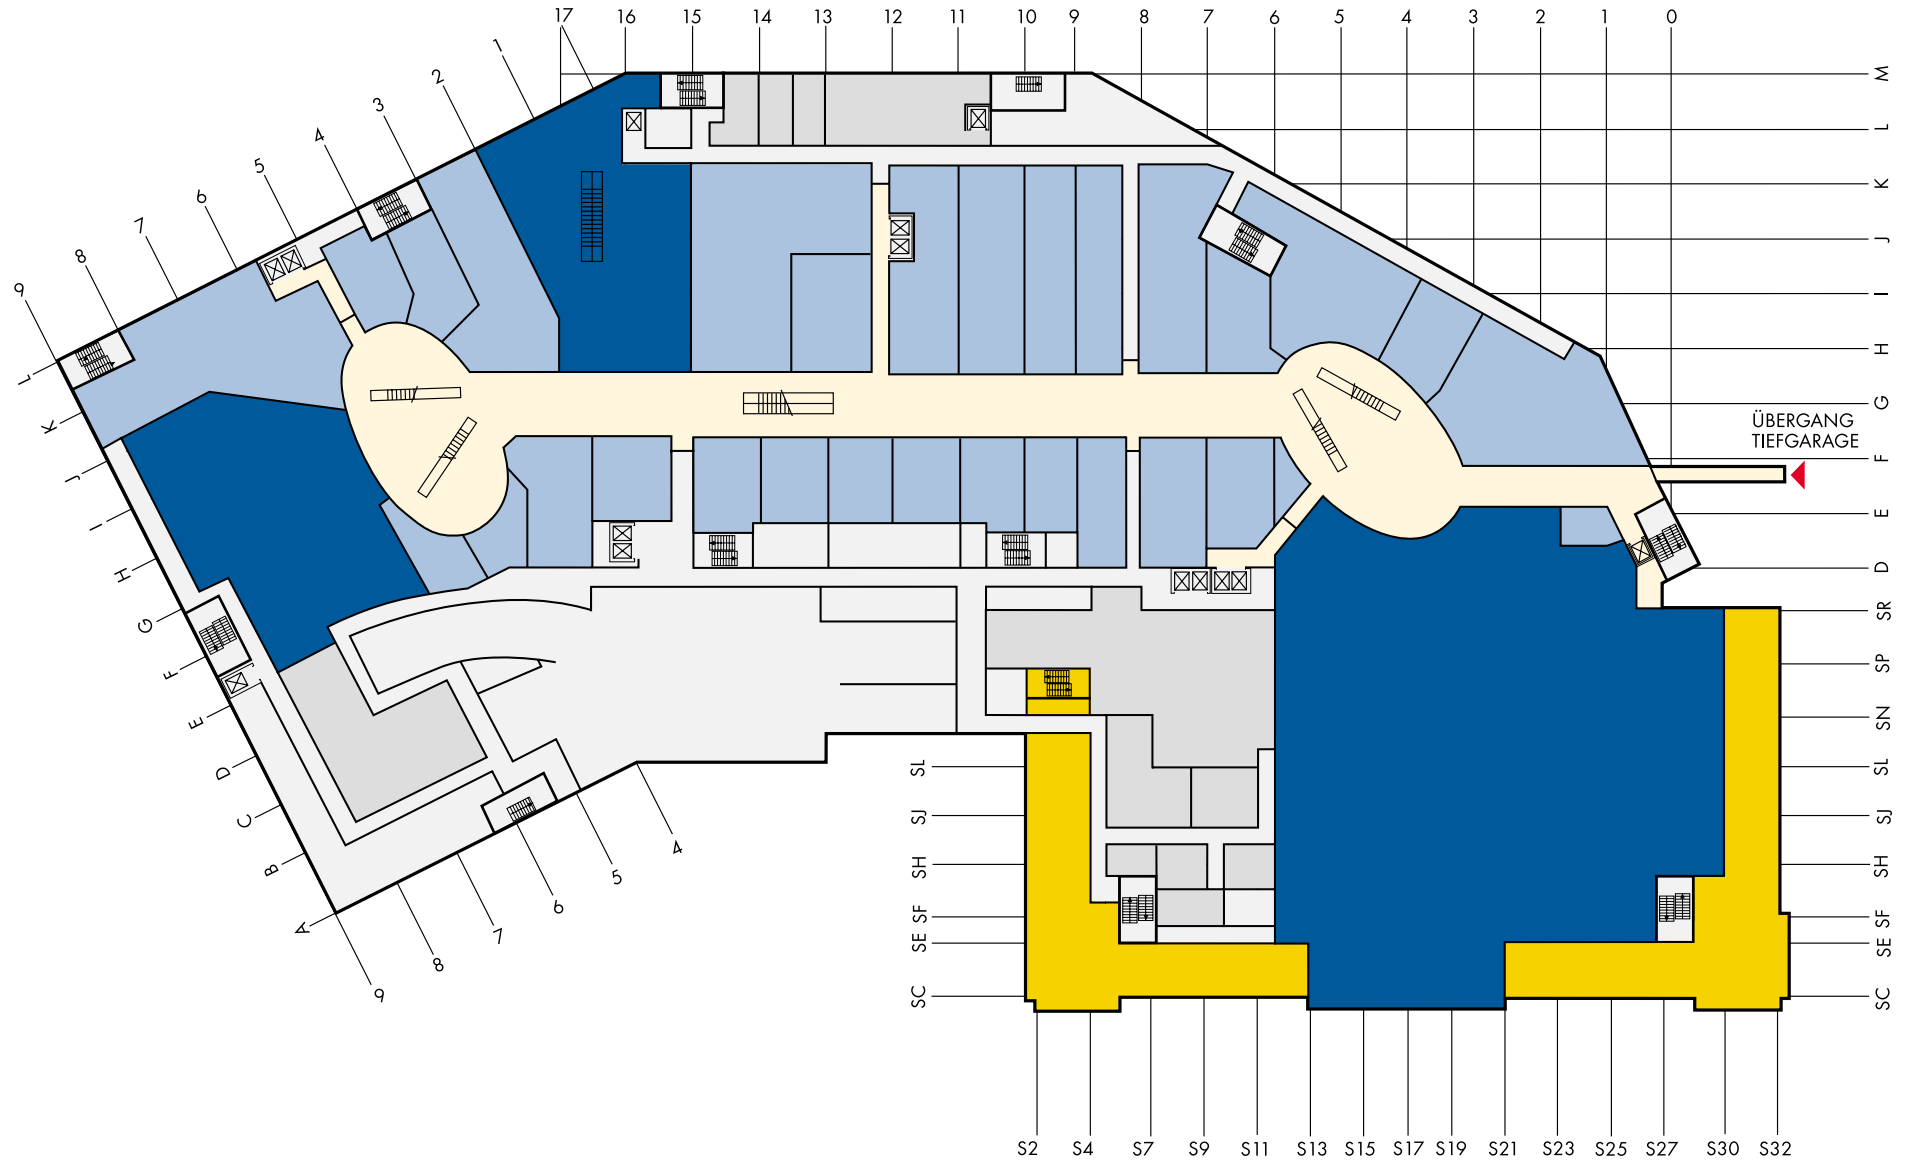 17 16 15 14 13 12 11 10 9 8 7 6 5 4 3 2 1 0
1
2
3
4
5
6
7
8
9
M
L
K
J
I
H
G
F
E
D
SR
SP
SN
SL
SJ
SH
SF
SE
SC
ÜBERGANG
TIEFGARAGE
L
K
J
I
H
G
F
E
D
C
B
A
4
5
6
7
8
9
SL
SJ
SH
SF
SE
SC
S2 S4 S7 S9 S11 S13 S15 S17 S19 S21 S23 S25 S27 S30 S32